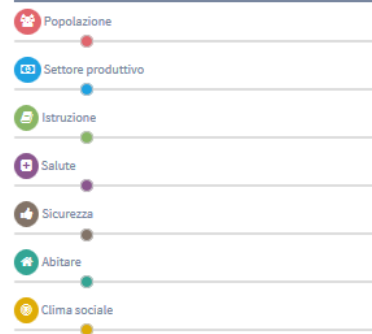 Popolazione
Settore produttivo
Istruzione
Salute
Sicurezza
Abitare
Clima sociale